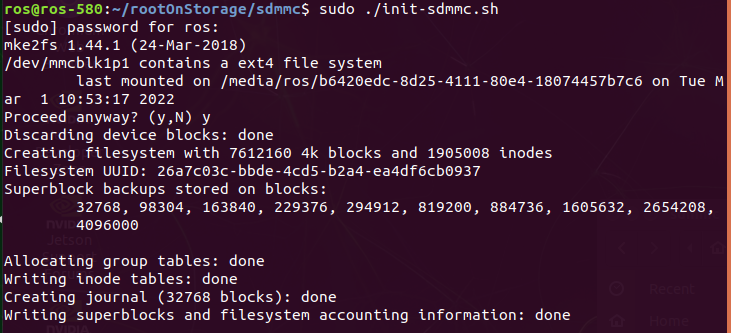 ros@ros-580:~/rootOnStorage/sdmmc$ sudo ./init-sdmmc.sh
[sudo] password for ros:
mke2fs 1.44.1 (24-Mar-2018)
/dev/mmcblk1p1 contains a ext4 file system
last mounted on /media/ros/b6420edc-8d25-4111-80e4-18074457b7c6 on Tue M
ar  1 10:53:17 2022
Proceed anyway? (y,N) y
Discarding device blocks: done
Creating filesystem with 7612160 4k blocks and 1905008 inodes
Filesystem UUID: 26a7c03c-bbde-4cd5-b2a4-ea4df6cb0937
Superblock backups stored on blocks:
32768, 98304, 163840, 229376, 294912, 819200, 884736, 1605632, 2654208,
4096000
Jetson
Allocating group tables: done
Writing inode tables: done
Creating journal (32768 blocks): done
Writing superblocks and filesystem accounting information: done
Recent
Home